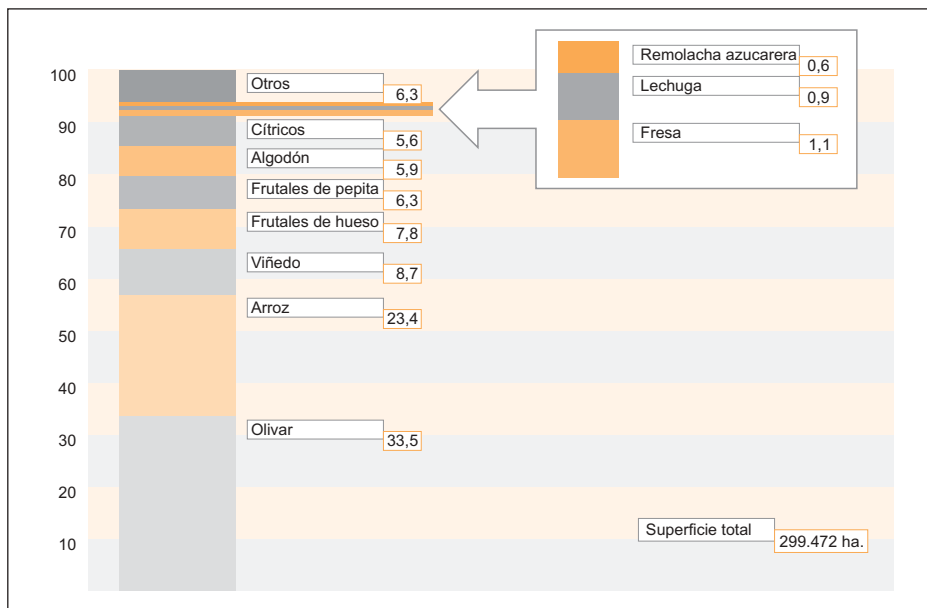 100
90
80
70
60
50
40
30
20
10
Otros 6,3
Cítricos 5,6
Algodón 5,9
Frutales de pepita 6,3
Frutales de hueso 7,8
Viñedo 8,7
Arroz 23,4
Olivar 33,5
Remolacha azucarera 0,6
Lechuga 0,9
Fresa 1,1
Superficie total 299.472 ha.